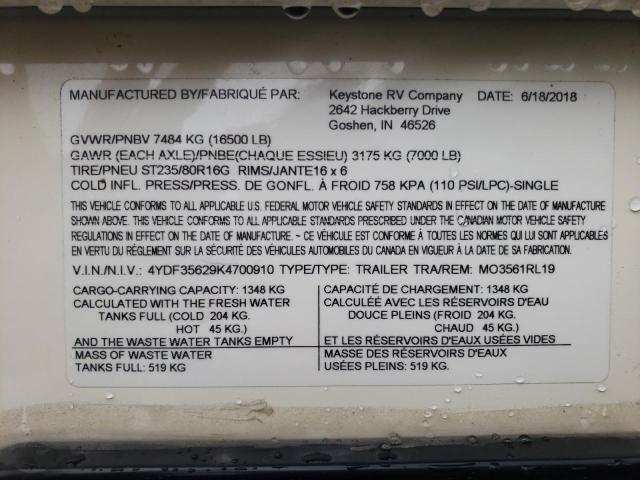 MANUFACTURED BY/FABRIQUÉ PAR: Keystone RV Company DATE: 6/18/2018
2642 Hackberry Drive
Goshen, IN 46526
GVWR/PNBV 7484 KG (16500 LB)
GAWR (EACH AXLE)/PNBE(CHAQUE ESSIEU) 3175 KG (7000 LB)
TIRE/PNEU ST235/80R16G RIMS/JANTE16 x 6
COLD INFL. PRESS/PRESS. DE GONFL. À FROID 758 KPA (110 PSI/LPC)-SINGLE
THIS VEHICLE CONFORMS TO ALL APPLICABLE U.S. FEDERAL MOTOR VEHICLE SAFETY STANDARDS IN EFFECT ON THE DATE OF MANUFACTURE
SHOWN ABOVE. THIS VEHICLE CONFORMS TO ALL APPLICABLE STANDARDS PRESCRIBED UNDER THE CANADIAN MOTOR VEHICLE SAFETY
REGULATIONS IN EFFECT ON THE DATE OF MANUFACTURE. ~ CE VÉHICULE EST CONFORME À TOUTES LES NORMES QUI LUI SONT APPLICABLES
EN VERTU DU RÈGLEMENT SUR LA SÉCURITÉ DES VÉHICULES AUTOMOBILES DU CANADA EN VIGUEUR À LA DATE DE SA FABRICATION.
V.I.N./N.I.V.: 4YDF35629K4700910 TYPE/TYPE: TRAILER TRA/REM: MO3561RL19
CARGO-CARRYING CAPACITY: 1348 KG
CALCULATED WITH THE FRESH WATER
TANKS FULL (COLD 204 KG.
HOT 45 KG.)
AND THE WASTE WATER TANKS EMPTY
MASS OF WASTE WATER
TANKS FULL: 519 KG
CAPACITÉ DE CHARGEMENT: 1348 KG
CALCULÉE AVEC LES RÉSERVOIRS D'EAU
DOUCE PLEINS (FROID 204 KG.
CHAUD 45 KG.)
ET LES RÉSERVOIRS D'EAUX USÉES VIDES
MASSE DES RÉSERVOIRS D'EAUX
USÉES PLEINS: 519 KG